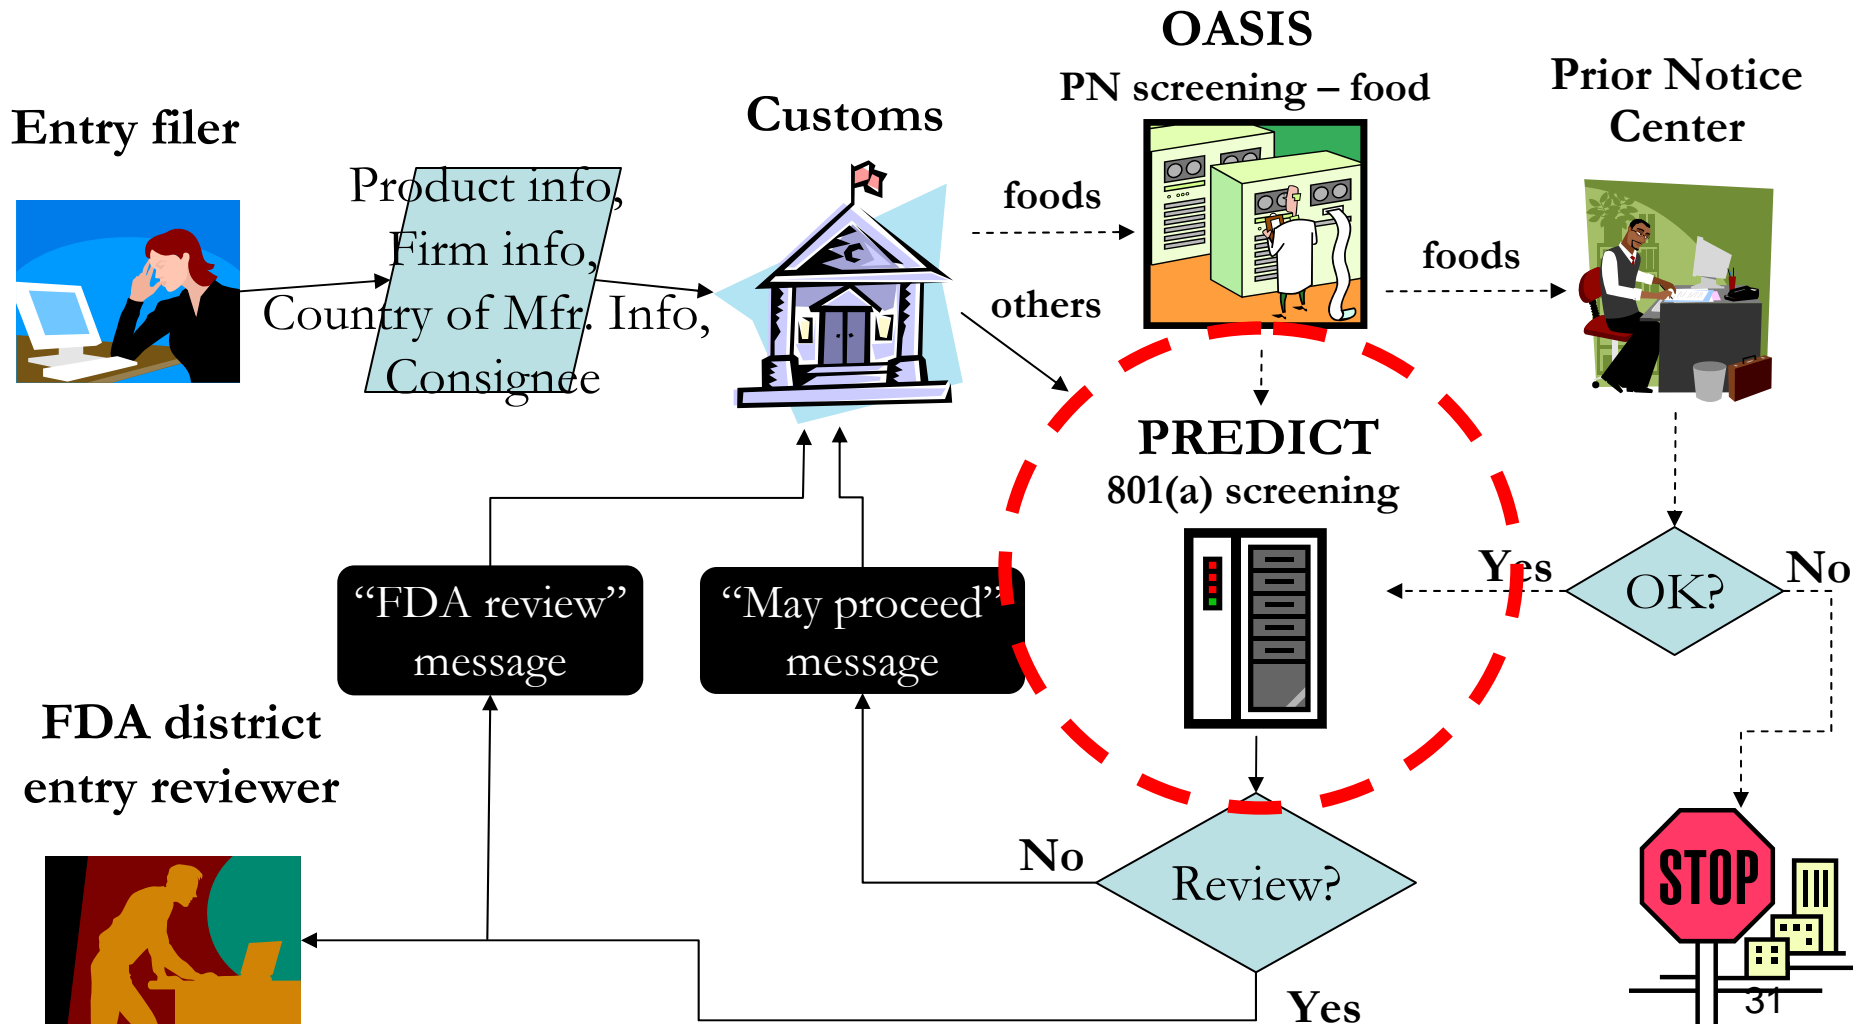 Entry filer
Product info,
Firm info,
Country of Mfr. Info,
Consignee
Customs
foods
others
OASIS
PN screening – food
foods
Prior Notice
Center
PREDICT
801(a) screening
Yes
OK?
No
“FDA review”
message
“May proceed”
message
FDA district
entry reviewer
No
Review?
Yes
STOP
31